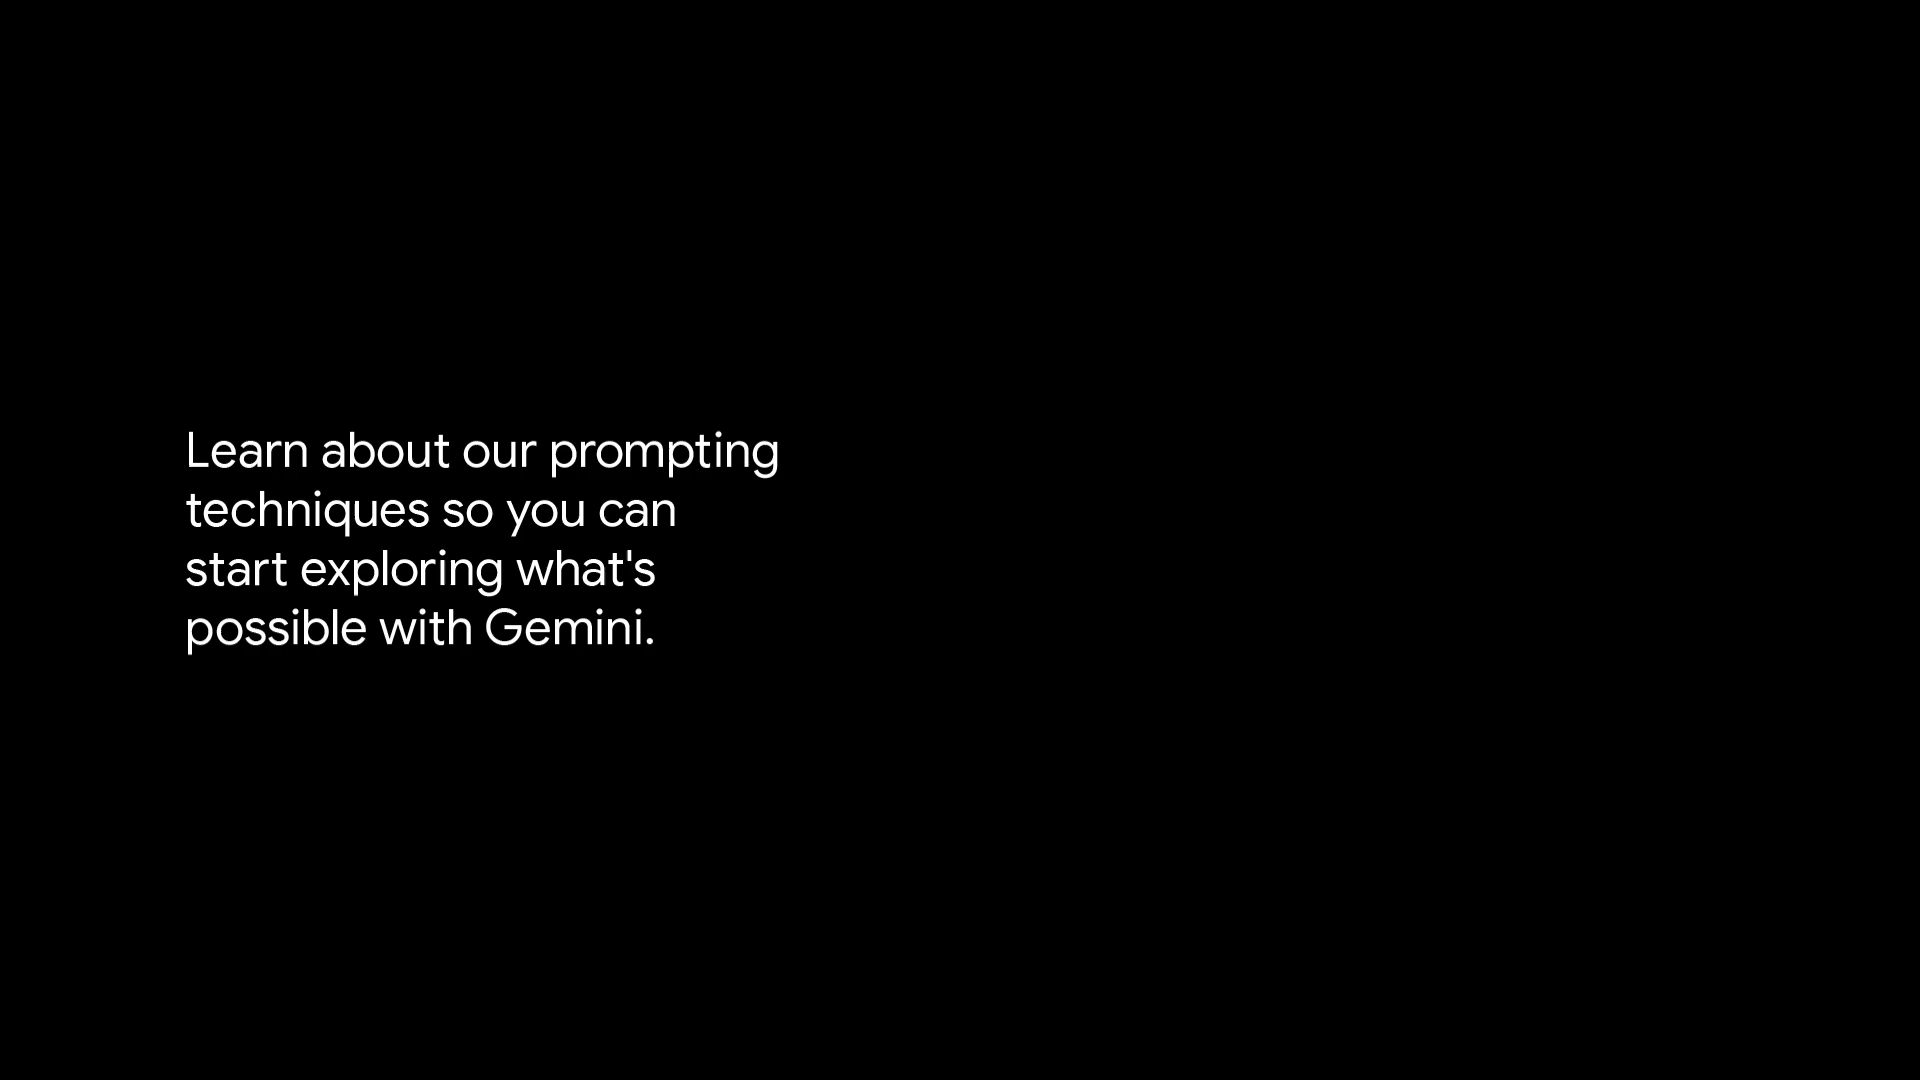 Learn about our prompting
techniques so you can
start exploring what's
possible with Gemini.